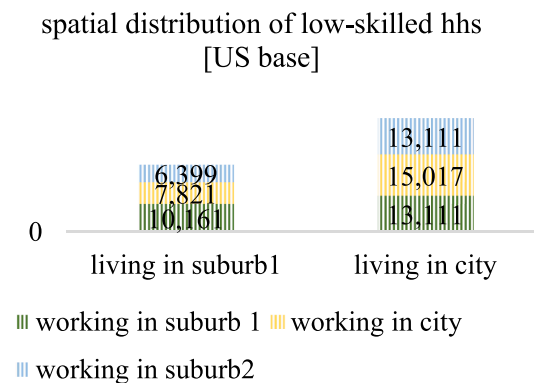 spatial distribution of low-skilled hhs
[US base]
6,399
7,821
10,161
13,111
15,017
13,111
0
living in suburb1
living in city
working in suburb 1
working in city
working in suburb2